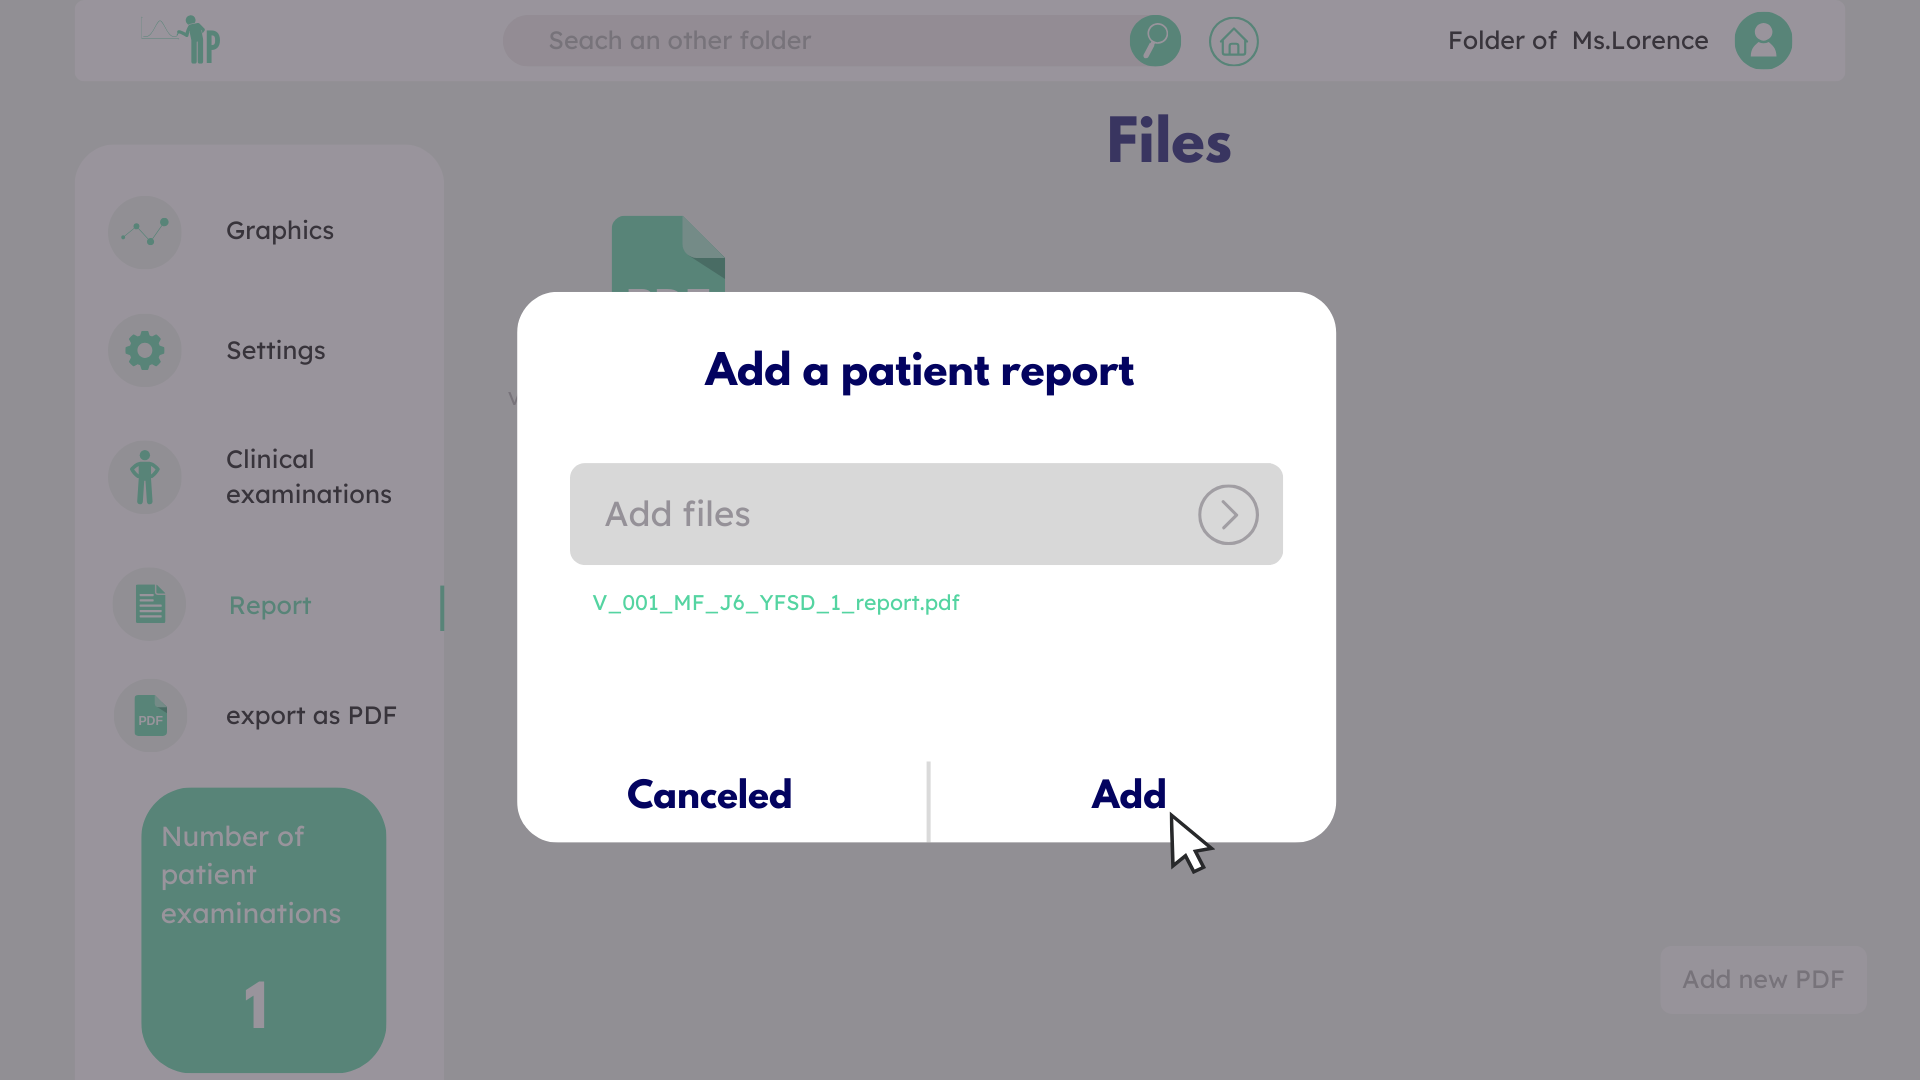 Seach an other folder
Folder of Ms.Lorence
Files
Graphics
Settings
Clinical
examinations
Report
PDF
export as PDF
Number of
patient
examinations
1
PDF
Add a patient report
Add files
V_001_MF_J6_YFSD_1_report.pdf
Canceled
Add
Add new PDF